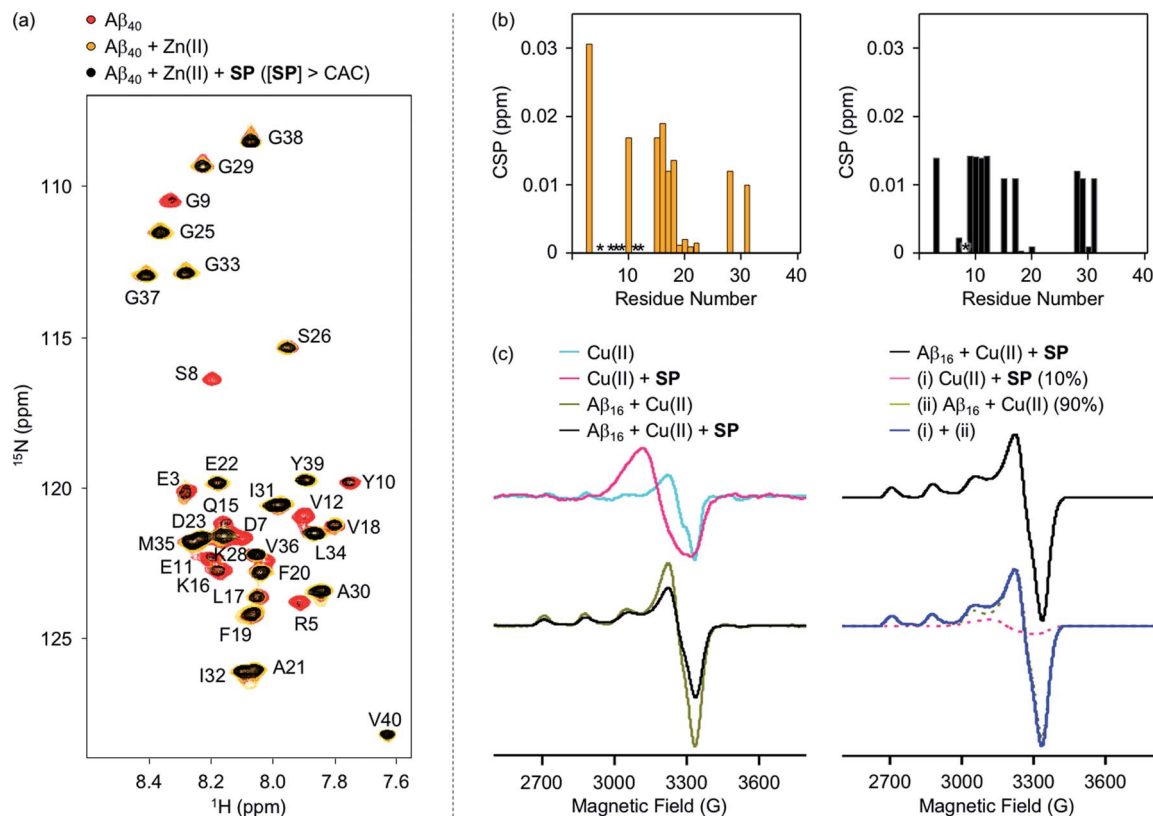 (a)
Aβ40
Aβ40 + Zn(II)
Aβ40 + Zn(II) + SP ([SP] > CAC)
G38
G29
G9
G25
G33
G37
S26
S8
E22
Y39
Y10
E3
I31
Q15
V12
D23
D7
V18
M35
V36
L34
K28
E11
F20
K16
A30
L17
R5
F19
I32
A21
V40
110
115
120
125
15N (ppm)
8.4 8.2 8.0 7.8 7.6
1H (ppm)
(b)
0.03
0.02
0.01
0
CSP (ppm)
* *** **
10 20 30 40
Residue Number
0.03
0.02
0.01
0
CSP (ppm)
*
10 20 30 40
Residue Number
(c)
Cu(II)
Cu(II) + SP
Aβ16 + Cu(II)
Aβ16 + Cu(II) + SP
2700 3000 3300 3600
Magnetic Field (G)
Aβ16 + Cu(II) + SP
(i) Cu(II) + SP (10%)
(ii) Aβ16 + Cu(II) (90%)
(i) + (ii)
2700 3000 3300 3600
Magnetic Field (G)